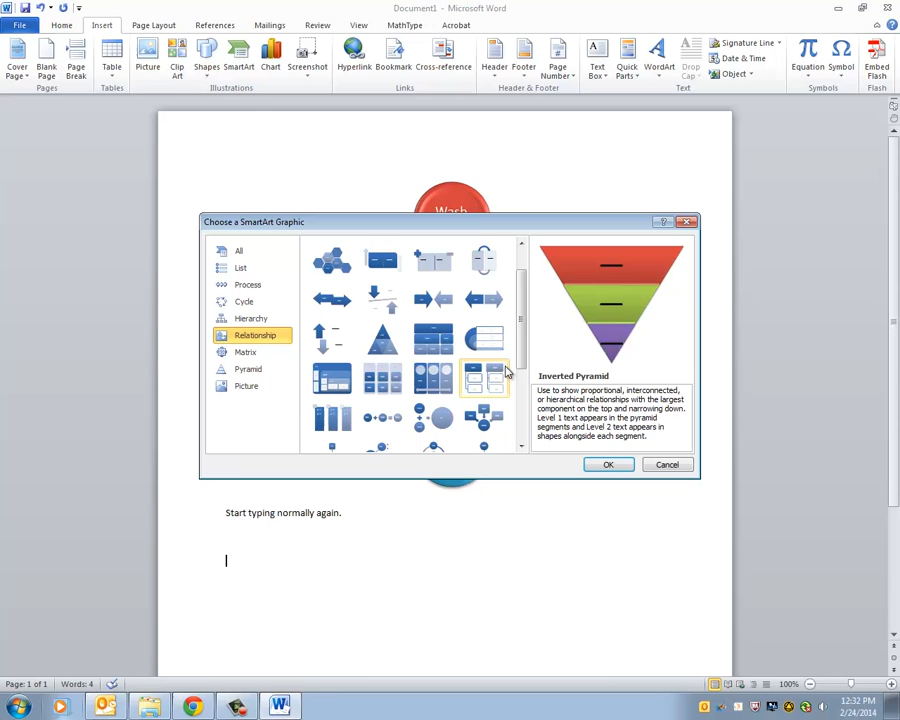 Document1 - Microsoft Word
File Home Insert Page Layout References Mailings Review View MathType Acrobat
Cover Page Blank Page Page Break Table Picture Clip Art Shapes SmartArt Chart Screenshot Hyperlink Bookmark Cross-reference Header Footer Page Number Text Box Quick Parts WordArt Drop Cap Signature Line Date & Time Object Equation Symbol Embed Flash
Pages Tables Illustrations Links Header & Footer Text Symbols Flash
Wash
Choose a SmartArt Graphic
All
List
Process
Cycle
Hierarchy
Relationship
Matrix
Pyramid
Picture
Inverted Pyramid
Use to show proportional, interconnected,
or hierarchical relationships with the largest
component on the top and narrowing down.
Level 1 text appears in the pyramid
segments and Level 2 text appears in
shapes alongside each segment.
OK Cancel
Start typing normally again.
Page: 1 of 1 Words: 4 100%
12:32 PM
2/24/2014